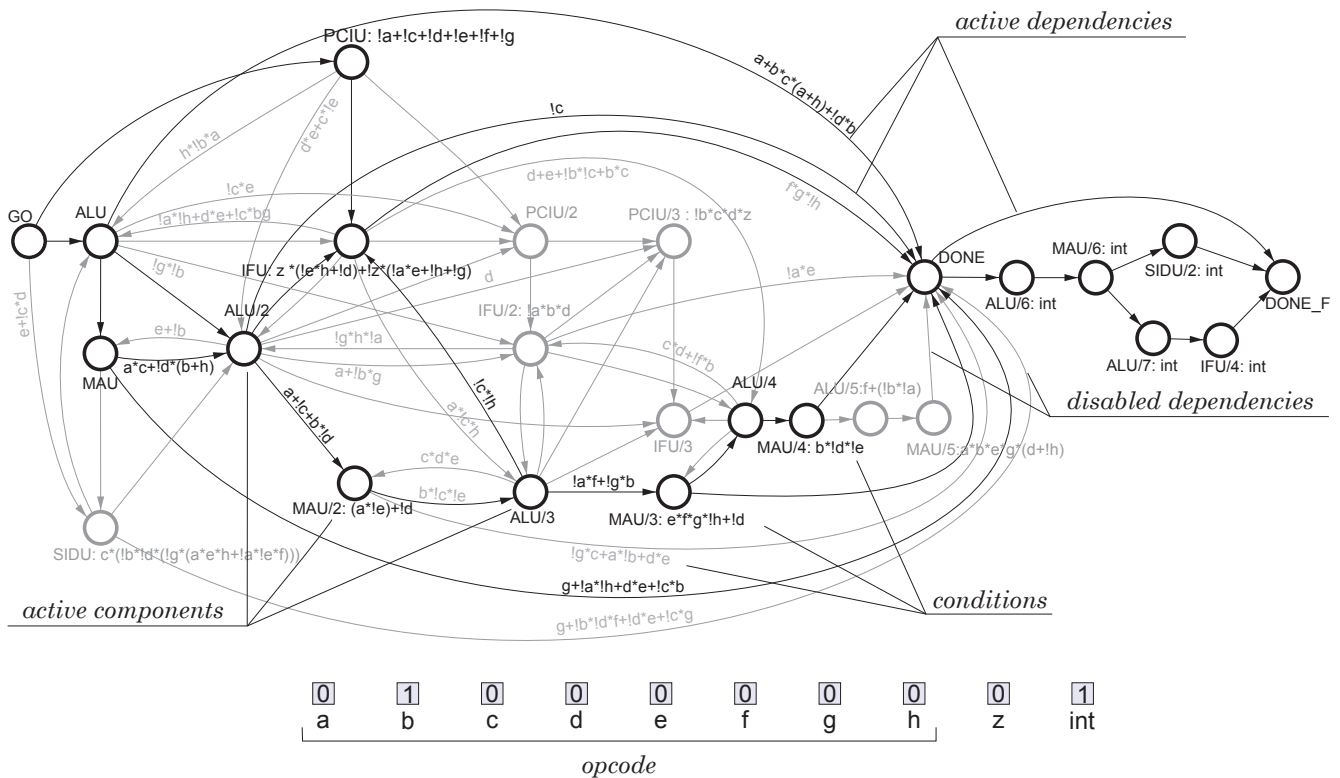 active dependencies
PCIU: !a+!c+!d+!e+!f+!g
a+b*c*(a+h)+!d*b
!c
h*!b*a
d*e+c*!e
d+e+!b*!c+b*c
f*g*!h
!c*e
GO
ALU
!a*!h+d*e+!c*bg
PCIU/2
PCIU/3 : !b*c*d*z
DONE
MAU/6: int
SIDU/2: int
!g*!b
IFU: z *(!e*h+!d)+!z*(!a*e+!h+!g)
d
!a*e
ALU/6: int
DONE_F
e+!c*d
ALU/2
IFU/2: !a*b*d
e+!b
!g*h*!a
c*d+!f*b
ALU/7: int
IFU/4: int
MAU
a*c+!d*(b+h)
a+!b*g
!c*!h
ALU/4
ALU/5:f+(!b*!a)
a+!c+b*!d
a*!c*h
IFU/3
MAU/4: b*!d*!e
MAU/5:a*b*e*g*(d+!h)
disabled dependencies
c*d*e
b*!c*!e
!a*f+!g*b
MAU/2: (a*!e)+!d
ALU/3
MAU/3: e*f*g*!h+!d
SIDU: c*(!b*!d*(!g*(a*e*h+!a*!e*f)))
!g*c+a*!b+d*e
g+!a*!h+d*e+!c*b
active components
conditions
g+!b*!d*f+!d*e+!c*g
0 1 0 0 0 0 0 0 0 1
a b c d e f g h z int
opcode